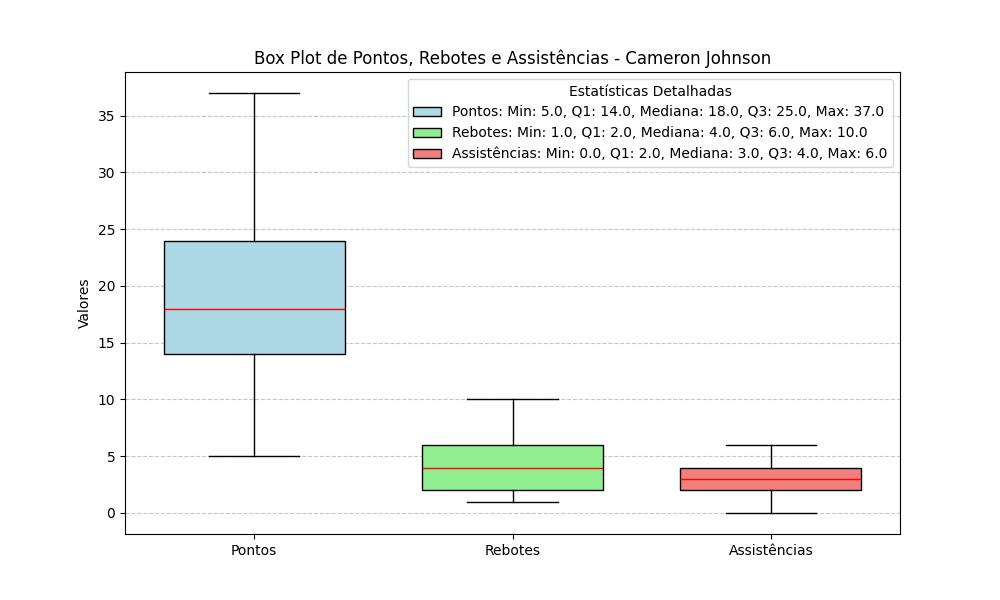 Box Plot de Pontos, Rebotes e Assistências - Cameron Johnson
Estatísticas Detalhadas
Pontos: Min: 5.0, Q1: 14.0, Mediana: 18.0, Q3: 25.0, Max: 37.0
Rebotes: Min: 1.0, Q1: 2.0, Mediana: 4.0, Q3: 6.0, Max: 10.0
Assistências: Min: 0.0, Q1: 2.0, Mediana: 3.0, Q3: 4.0, Max: 6.0
Valores
35
30
25
20
15
10
5
0
Pontos Rebotes Assistências